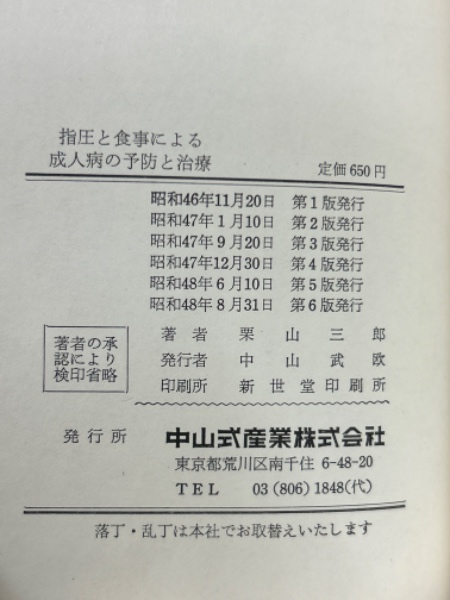 指圧と食事による
成人病の予防と治療
定価 650 円
昭和46年11月20日 第1版発行
昭和47年1月10日 第2版発行
昭和47年9月20日 第3版発行
昭和47年12月30日 第4版発行
昭和48年6月10日 第5版発行
昭和48年8月31日 第6版発行
著者の承
認により
検印省略
著者 栗山三郎
発行者 中山武欧
印刷所 新世堂印刷所
発行所 中山式産業株式会社
東京都荒川区南千住 6-48-20
TEL 03 (806) 1848(代)
落丁・乱丁は本社でお取替えいたします